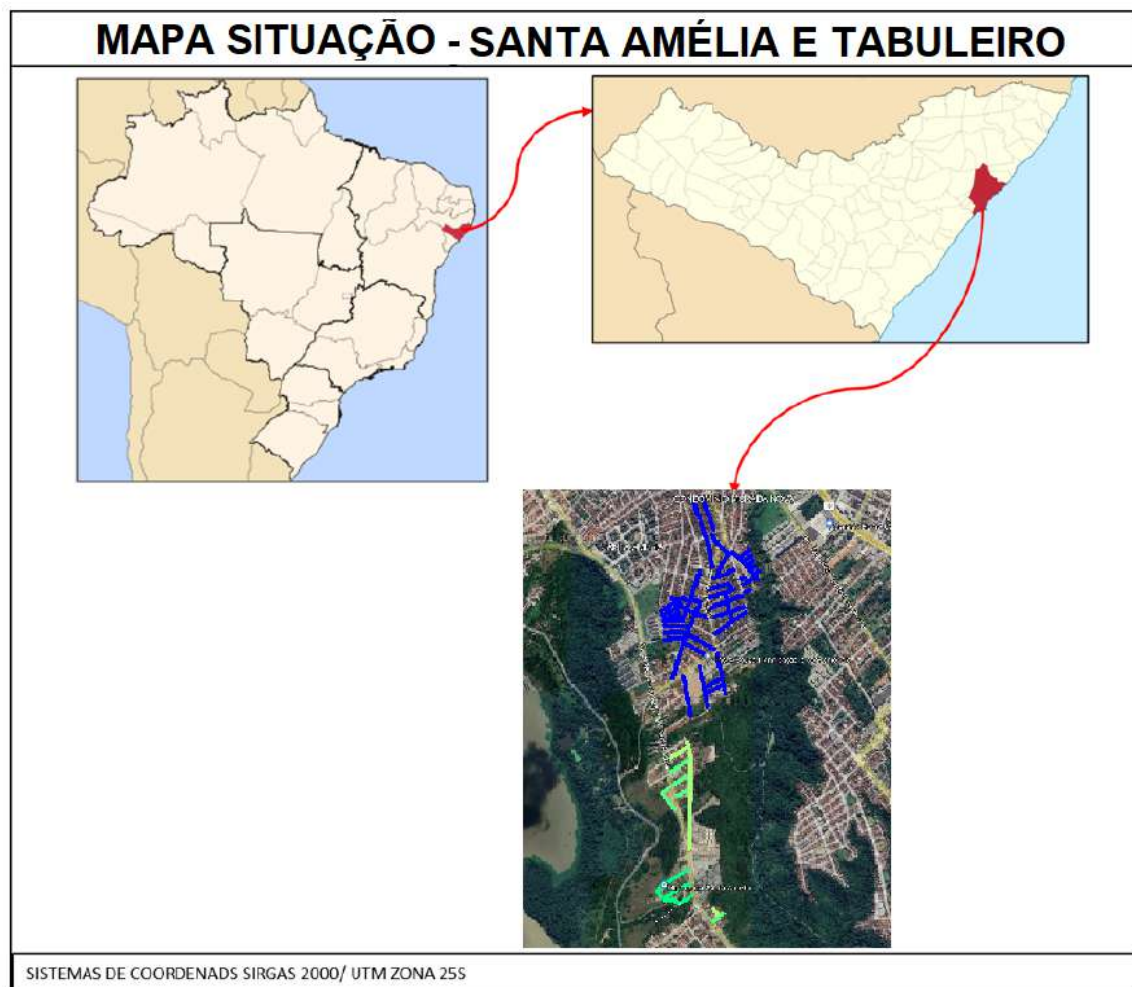 MAPA SITUAÇÃO - SANTA AMÉLIA E TABULEIRO
SISTEMAS DE COORDENADS SIRGAS 2000/ UTM ZONA 25S